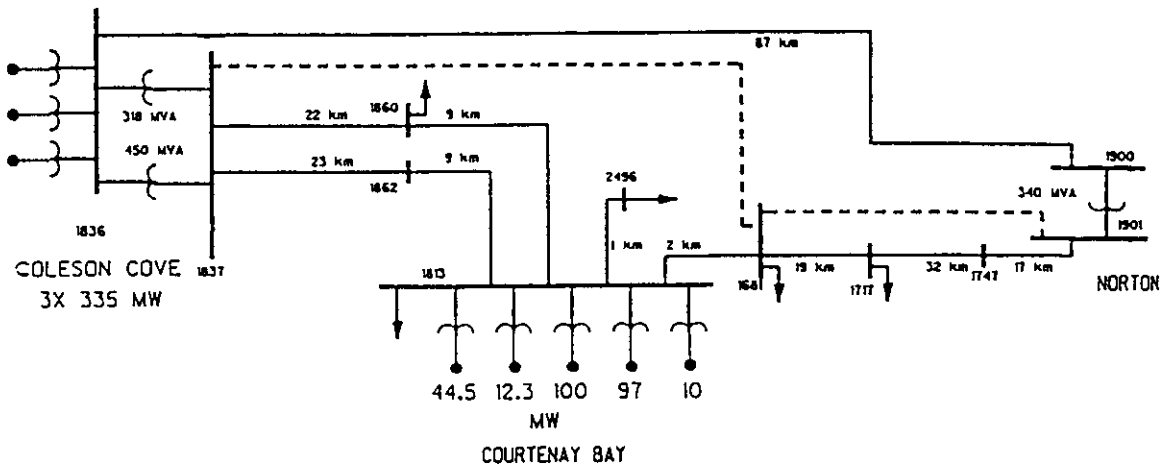 87 km
318 MVA
450 MVA
22 km
1860
9 km
23 km
1862
9 km
2496
1900
340 MVA
1901
1836
COLESON COVE
3X 335 MW
1837
1813
1 km
2 km
168
19 km
1717
32 km
1747
17 km
NORTON
44.5 12.3 100 97 10
MW
COURTENAY BAY